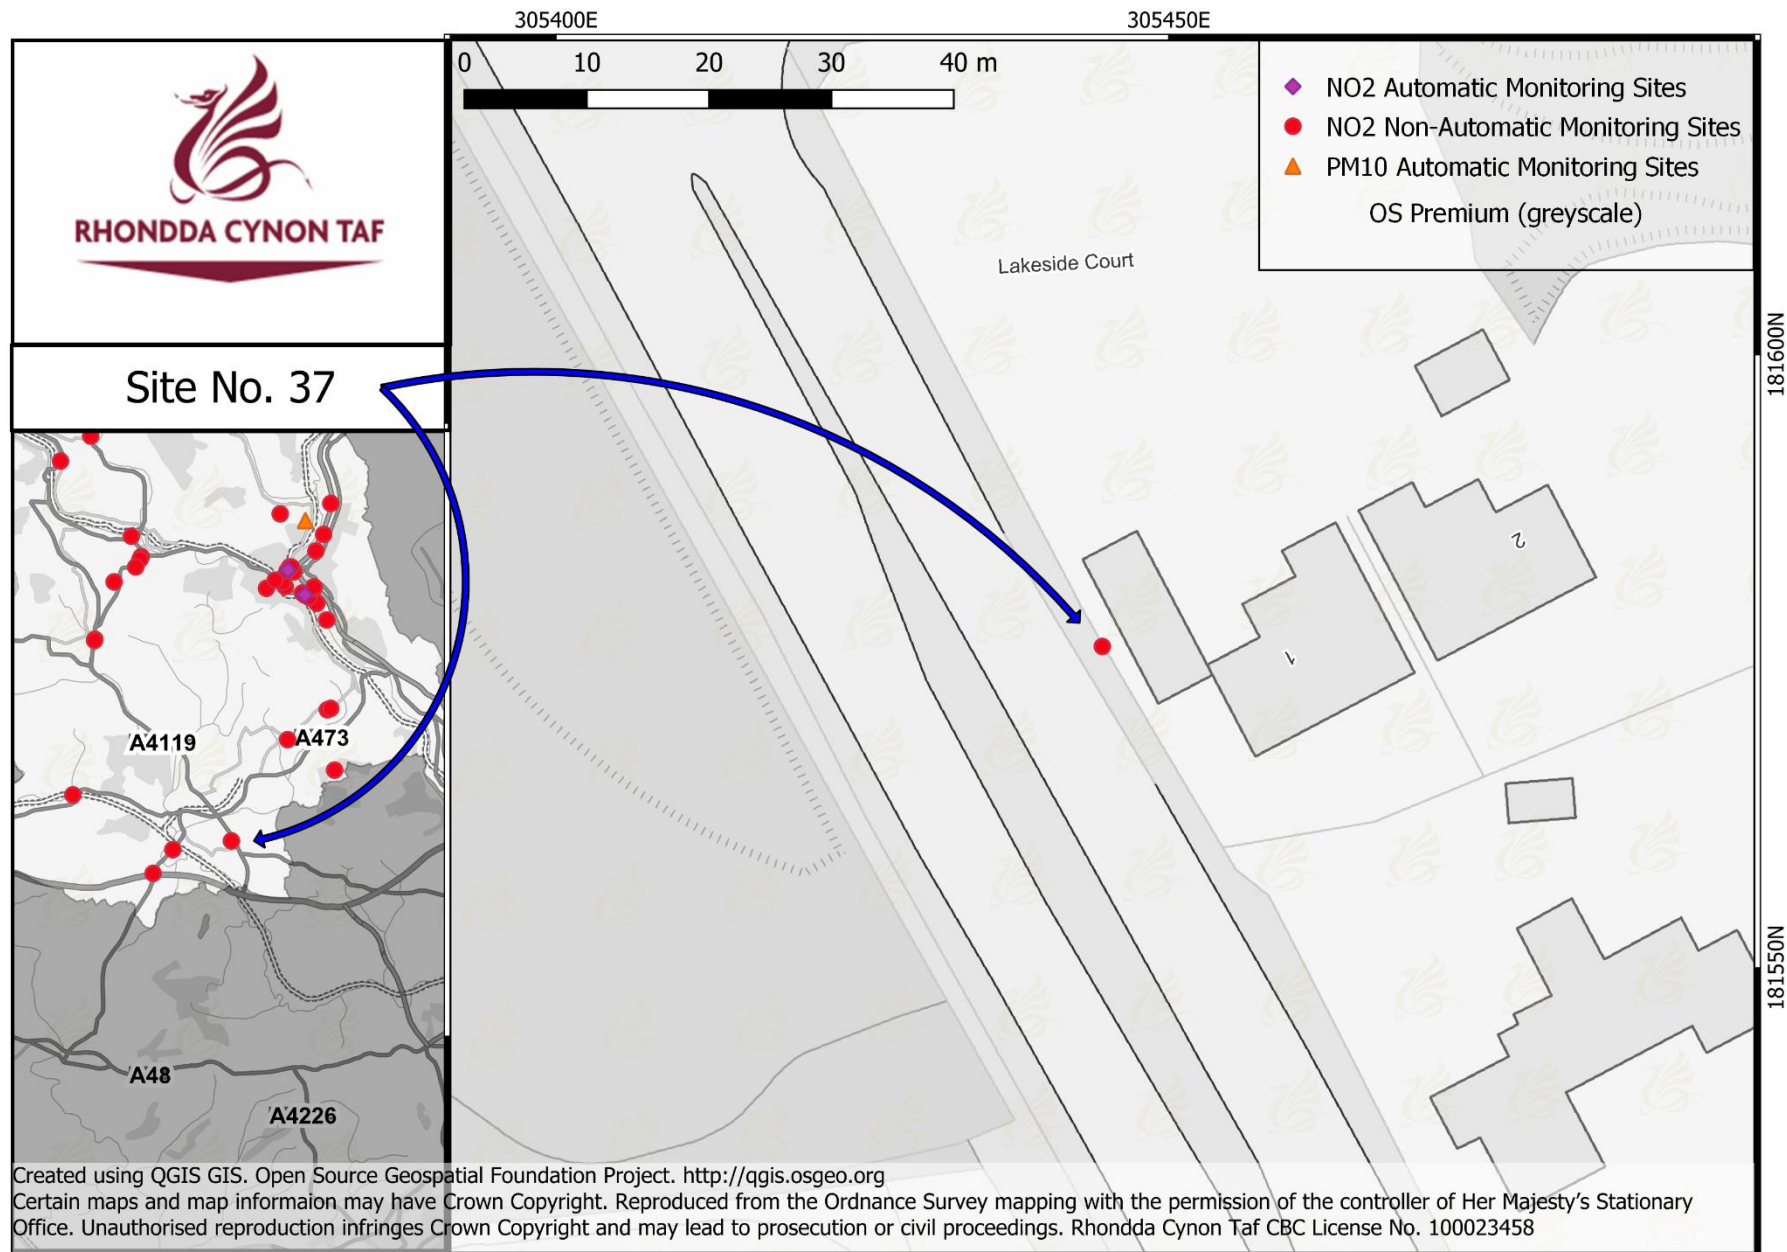 305400E
305450E
0 10 20 30 40 m
NO2 Automatic Monitoring Sites
NO2 Non-Automatic Monitoring Sites
PM10 Automatic Monitoring Sites
OS Premium (greyscale)
RHONDDA CYNON TAF
Lakeside Court
181600N
Site No. 37
2
1
A4119
A473
181550N
A48
A4226
Created using QGIS GIS. Open Source Geospatial Foundation Project. http://qgis.osgeo.org
Certain maps and map informaion may have Crown Copyright. Reproduced from the Ordnance Survey mapping with the permission of the controller of Her Majesty's Stationary
Office. Unauthorised reproduction infringes Crown Copyright and may lead to prosecution or civil proceedings. Rhondda Cynon Taf CBC License No. 100023458